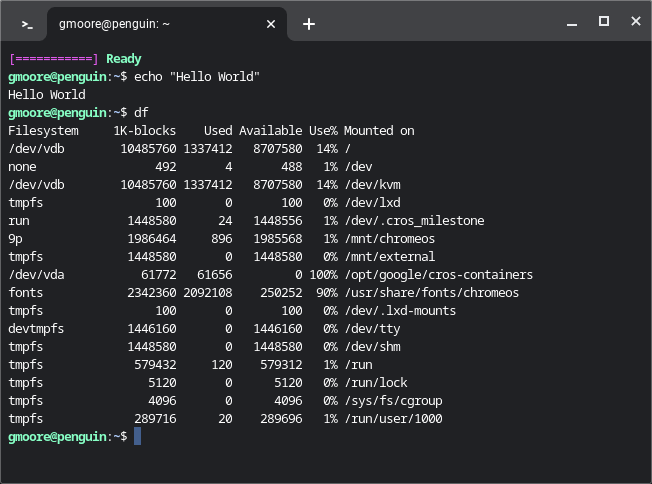 >_ gmoore@penguin: ~
[===========] Ready
gmoore@penguin:~$ echo "Hello World"
Hello World
gmoore@penguin:~$ df
Filesystem     1K-blocks    Used Available Use% Mounted on
/dev/vdb        10485760 1337412   8707580  14% /
none                 492       4       488   1% /dev
/dev/vdb        10485760 1337412   8707580  14% /dev/kvm
tmpfs                100       0       100   0% /dev/lxd
run              1448580      24   1448556   1% /dev/.cros_milestone
9p               1986464     896   1985568   1% /mnt/chromeos
tmpfs            1448580       0   1448580   0% /mnt/external
/dev/vda           61772   61656         0 100% /opt/google/cros-containers
fonts            2342360 2092108    250252  90% /usr/share/fonts/chromeos
tmpfs                100       0       100   0% /dev/.lxd-mounts
devtmpfs         1446160       0   1446160   0% /dev/tty
tmpfs            1448580       0   1448580   0% /dev/shm
tmpfs             579432     120    579312   1% /run
tmpfs               5120       0      5120   0% /run/lock
tmpfs               4096       0      4096   0% /sys/fs/cgroup
tmpfs             289716      20    289696   1% /run/user/1000
gmoore@penguin:~$